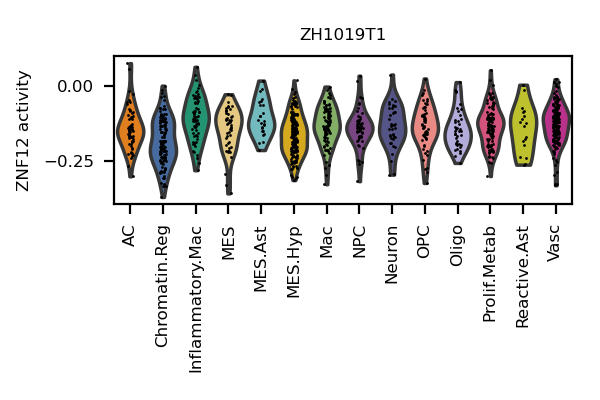 ZH1019T1
ZNF12 activity
0.00
−0.25
AC
Chromatin.Reg
Inflammatory.Mac
MES
MES.Ast
MES.Hyp
Mac
NPC
Neuron
OPC
Oligo
Prolif.Metab
Reactive.Ast
Vasc